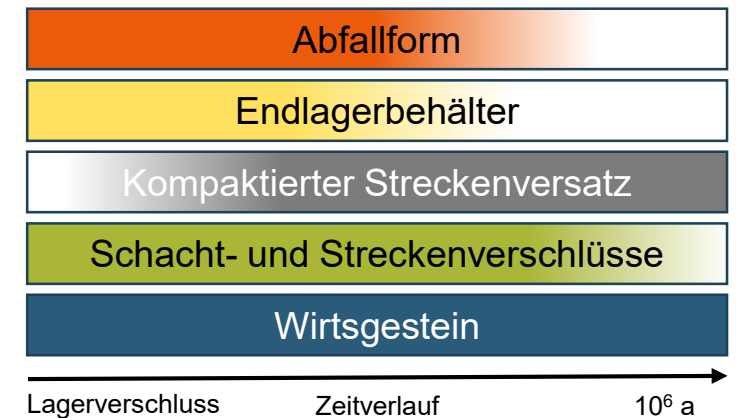 Abfallform
Endlagerbehälter
Kompaktierter Streckenversatz
Schacht- und Streckenverschlüsse
Wirtsgestein
Lagerverschluss Zeitverlauf 10⁶ a